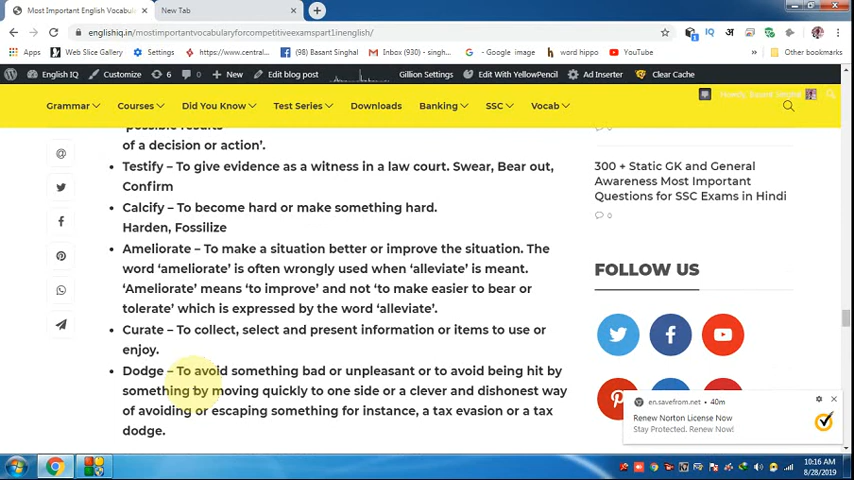 Most Important English Vocabular
New Tab
englishiq.in/mostimportantvocabularyforcompetitiveexamspart1inenglish/
Apps
Web Slice Gallery
Settings
https://www.central...
(98) Basant Singhal
Inbox (930) - singh...
Google image
word hippo
YouTube
English IQ
Customize
6
0
New
Edit blog post
Gillion Settings
Edit With YellowPencil
Ad Inserter
Clear Cache
Howdy, Basant Singhal
Grammar
Courses
Did You Know
Test Series
Downloads
Banking
SSC
Vocab
'possible results
of a decision or action'.
• Testify – To give evidence as a witness in a law court. Swear, Bear out,
Confirm
• Calcify – To become hard or make something hard.
Harden, Fossilize
• Ameliorate – To make a situation better or improve the situation. The
word 'ameliorate' is often wrongly used when 'alleviate' is meant.
'Ameliorate' means 'to improve' and not 'to make easier to bear or
tolerate' which is expressed by the word 'alleviate'.
• Curate – To collect, select and present information or items to use or
enjoy.
• Dodge – To avoid something bad or unpleasant or to avoid being hit by
something by moving quickly to one side or a clever and dishonest way
of avoiding or escaping something for instance, a tax evasion or a tax
dodge.
0
300 + Static GK and General
Awareness Most Important
Questions for SSC Exams in Hindi
0
FOLLOW US
en.savefrom.net • 40m
Renew Norton License Now
Stay Protected. Renew Now!
10:16 AM
8/28/2019